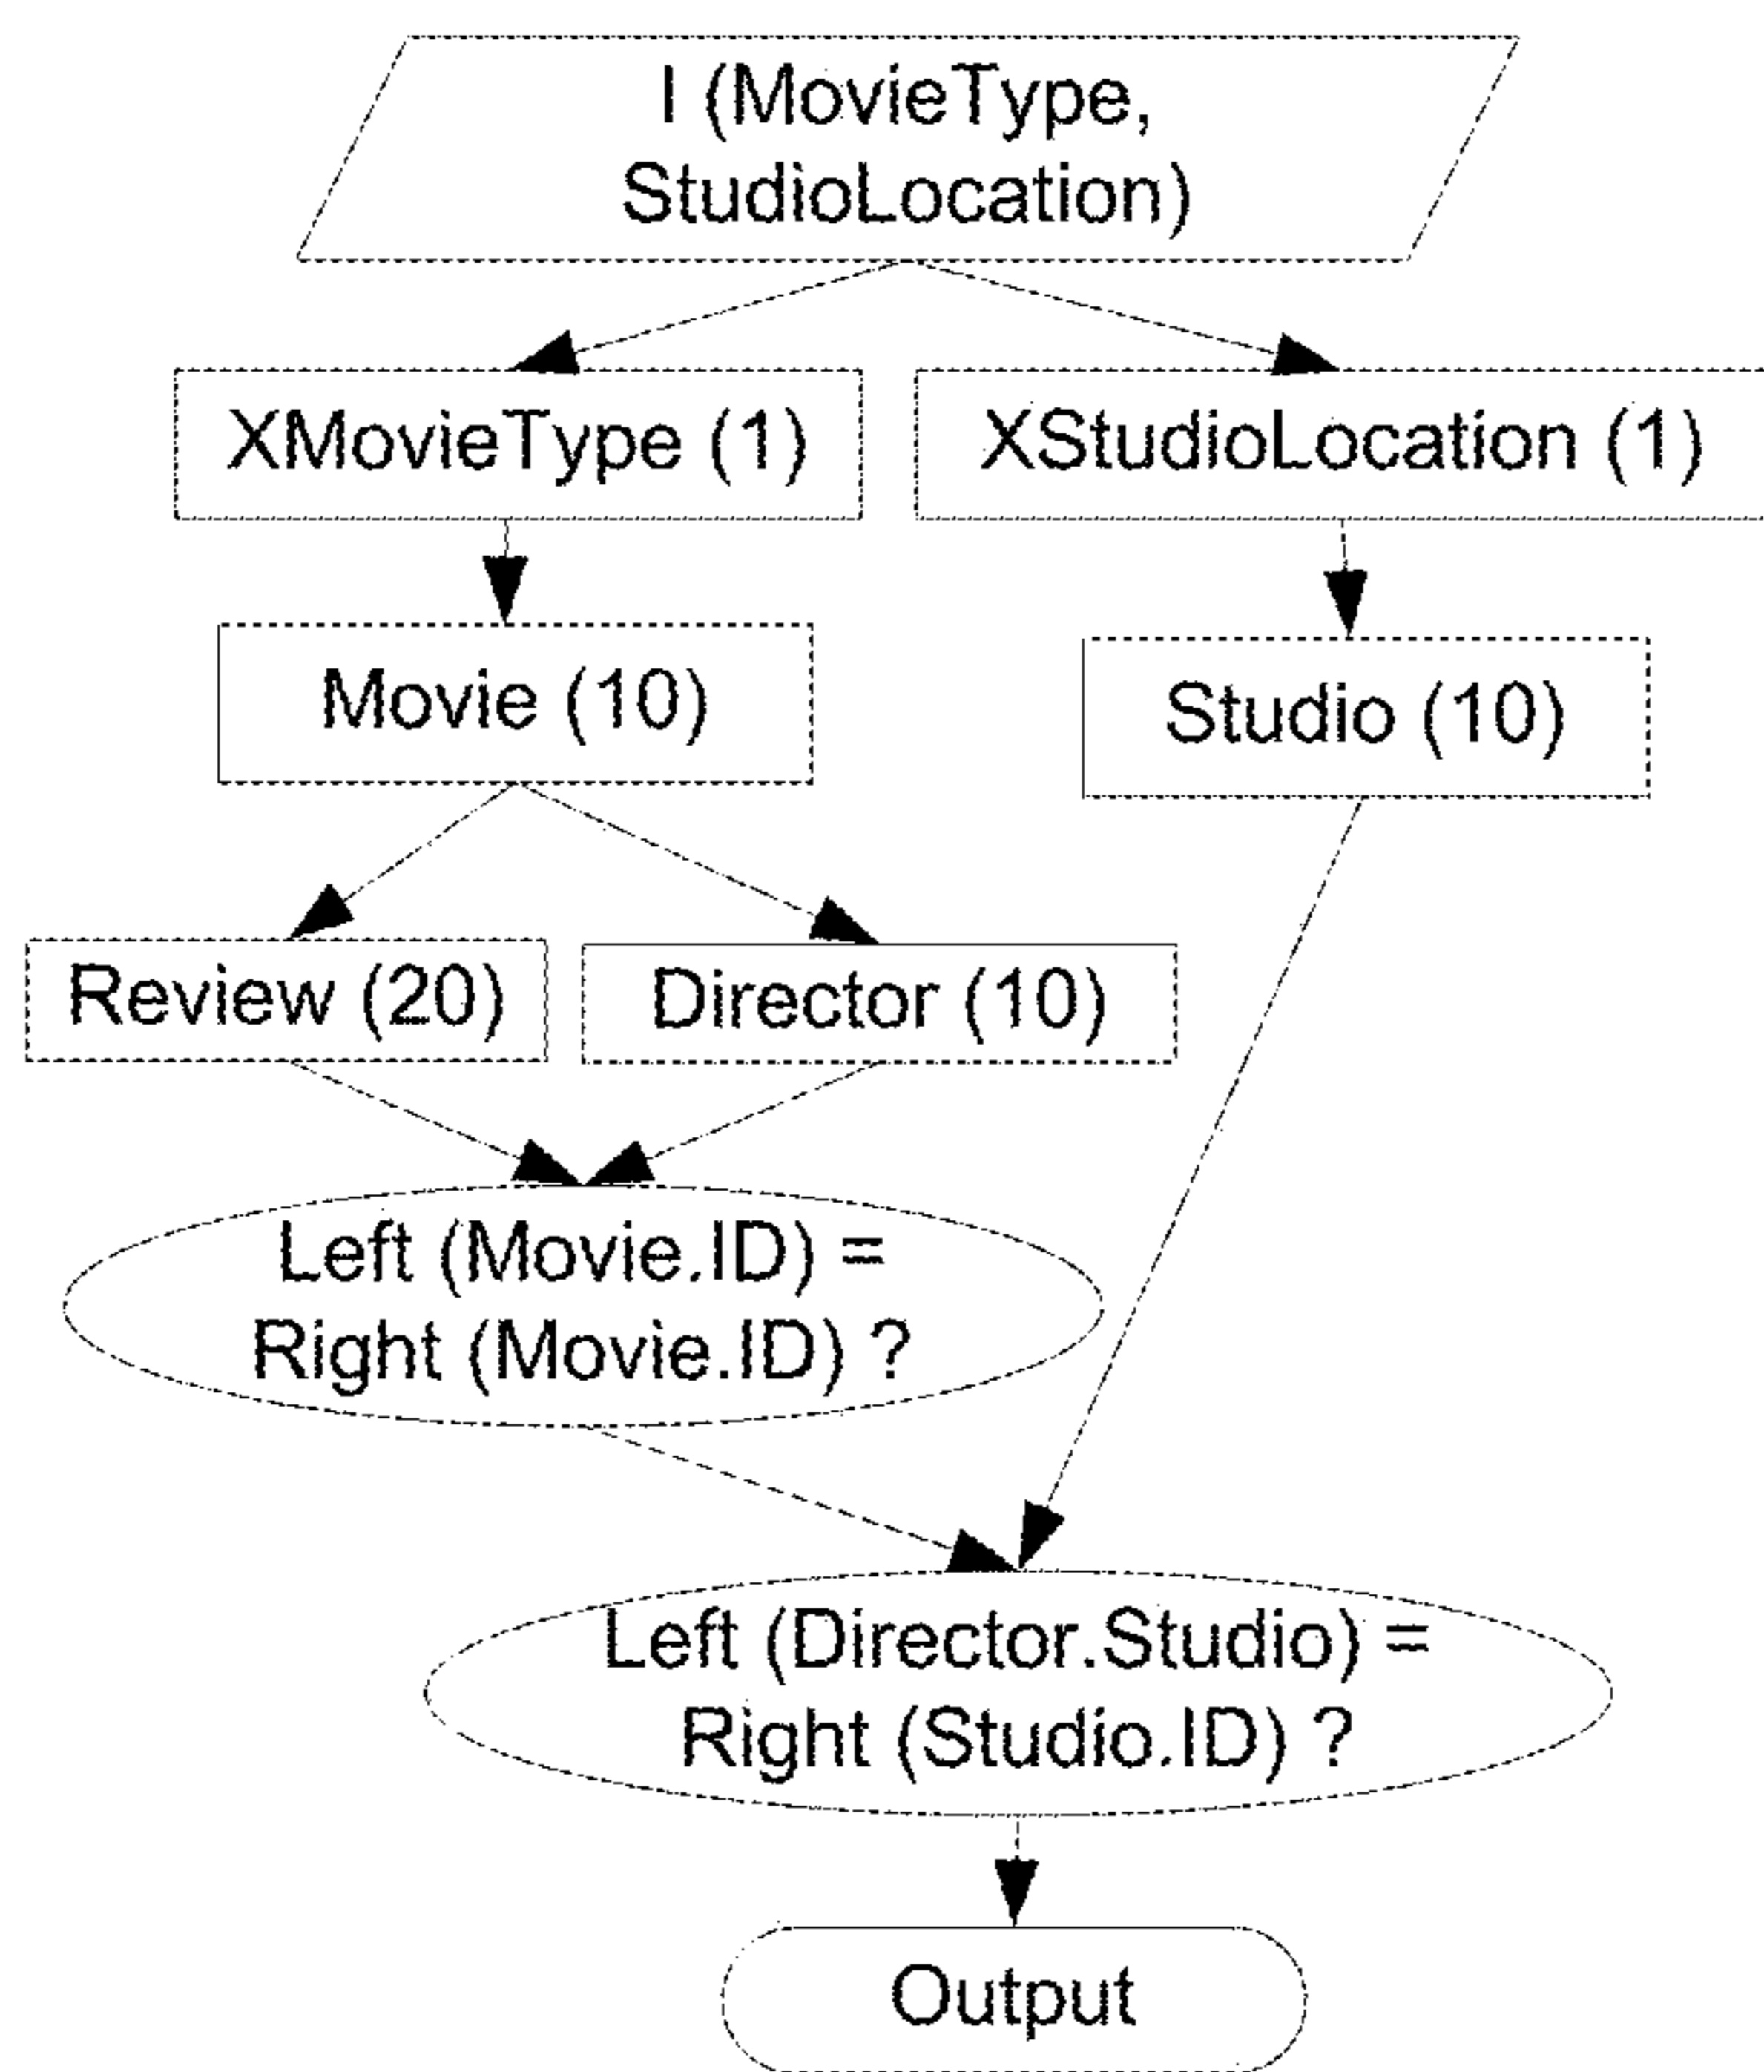 I (MovieType,
StudioLocation)
XMovieType (1)
XStudioLocation (1)
Movie (10)
Studio (10)
Review (20)
Director (10)
Left (Movie.ID) =
Right (Movie.ID) ?
Left (Director.Studio) =
Right (Studio.ID) ?
Output